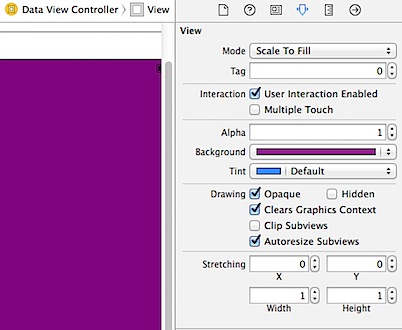 Data View Controller View
View
Mode Scale To Fill
Tag 0
Interaction User Interaction Enabled
Multiple Touch
Alpha 1
Background
Tint Default
Drawing Opaque Hidden
Clears Graphics Context
Clip Subviews
Autoresize Subviews
Stretching 0 0
X Y
1 1
Width Height